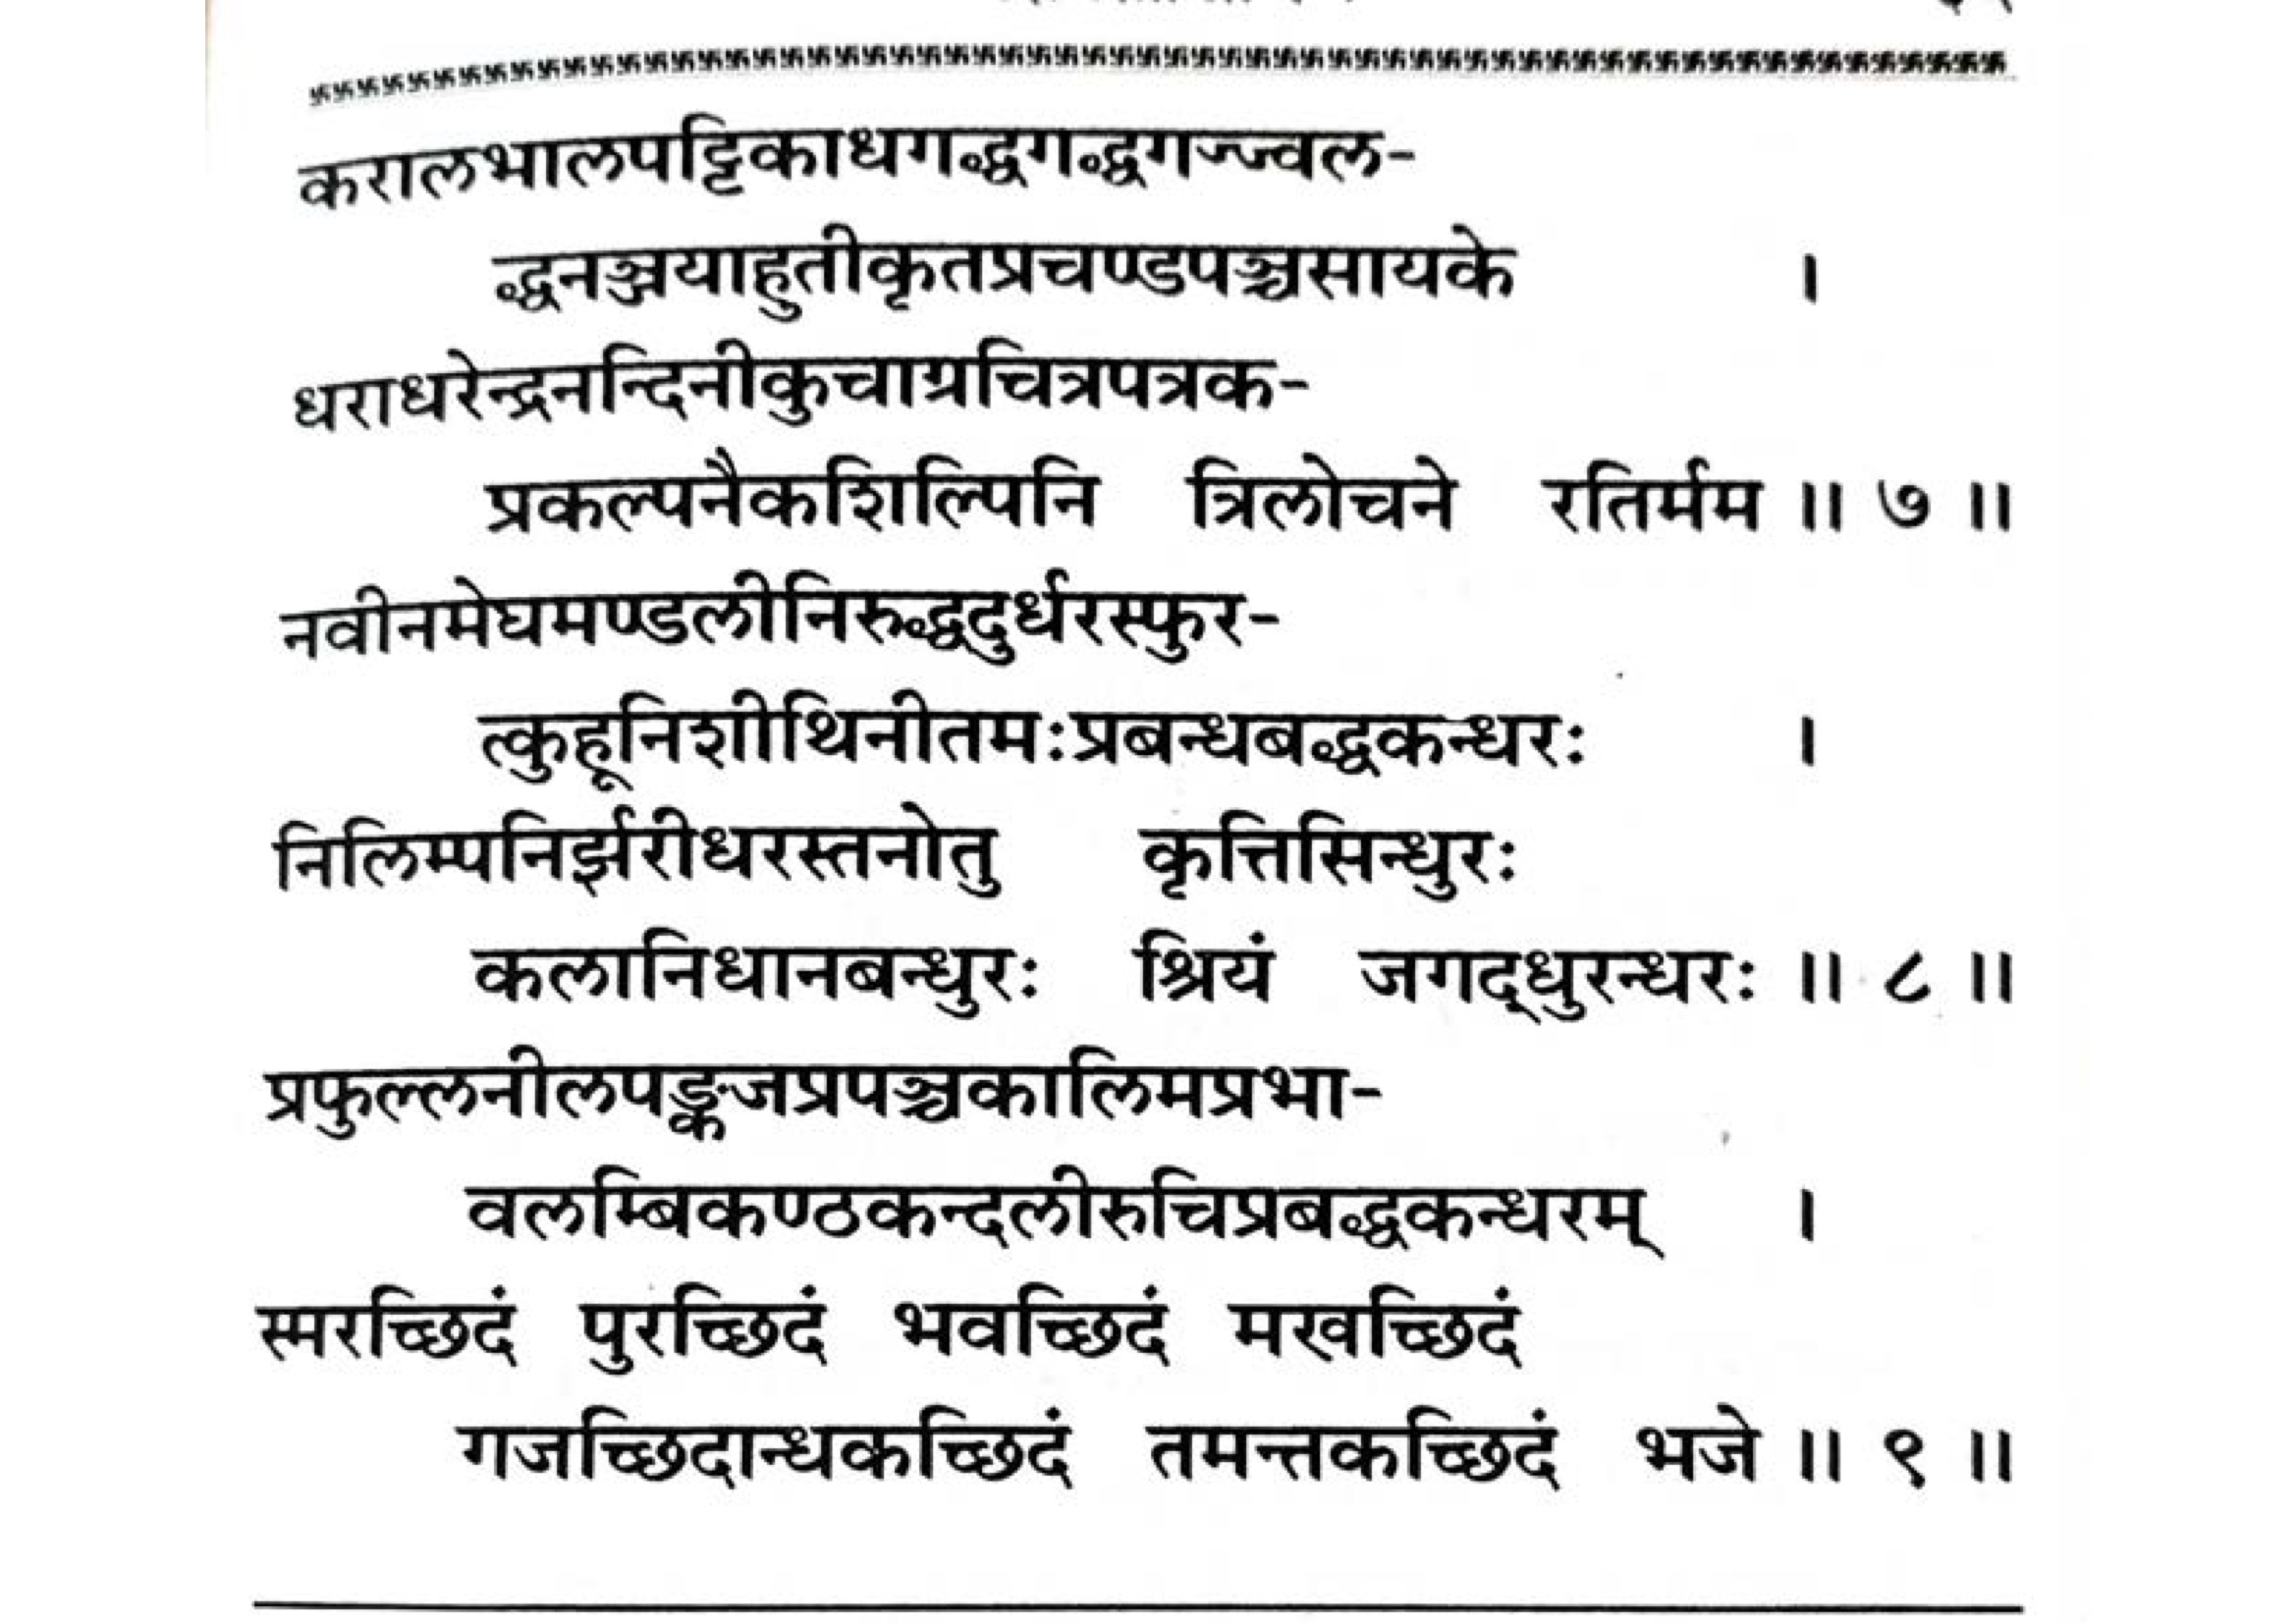 करालभालपट्टिकाधगद्धगद्धगज्ज्वल-
द्धनञ्जयाहुतीकृतप्रचण्डपञ्चसायके ।
धराधरेन्द्रनन्दिनीकुचाग्रचित्रपत्रक-
प्रकल्पनैकशिल्पिनि त्रिलोचने रतिर्मम ॥ ७ ॥
नवीनमेघमण्डलीनिरुद्धदुर्धरस्फुर-
त्कुहूनिशीथिनीतमःप्रबन्धबद्धकन्धरः ।
निलिम्पनिर्झरीधरस्तनोतु कृत्तिसिन्धुरः
कलानिधानबन्धुरः श्रियं जगद्‌धुरन्धरः ॥ ८ ॥
प्रफुल्लनीलपङ्कजप्रपञ्चकालिमप्रभा-
वलम्बिकण्ठकन्दलीरुचिप्रबद्धकन्धरम् ।
स्मरच्छिदं पुरच्छिदं भवच्छिदं मखच्छिदं
गजच्छिदान्धकच्छिदं तमन्तकच्छिदं भजे ॥ ९ ॥